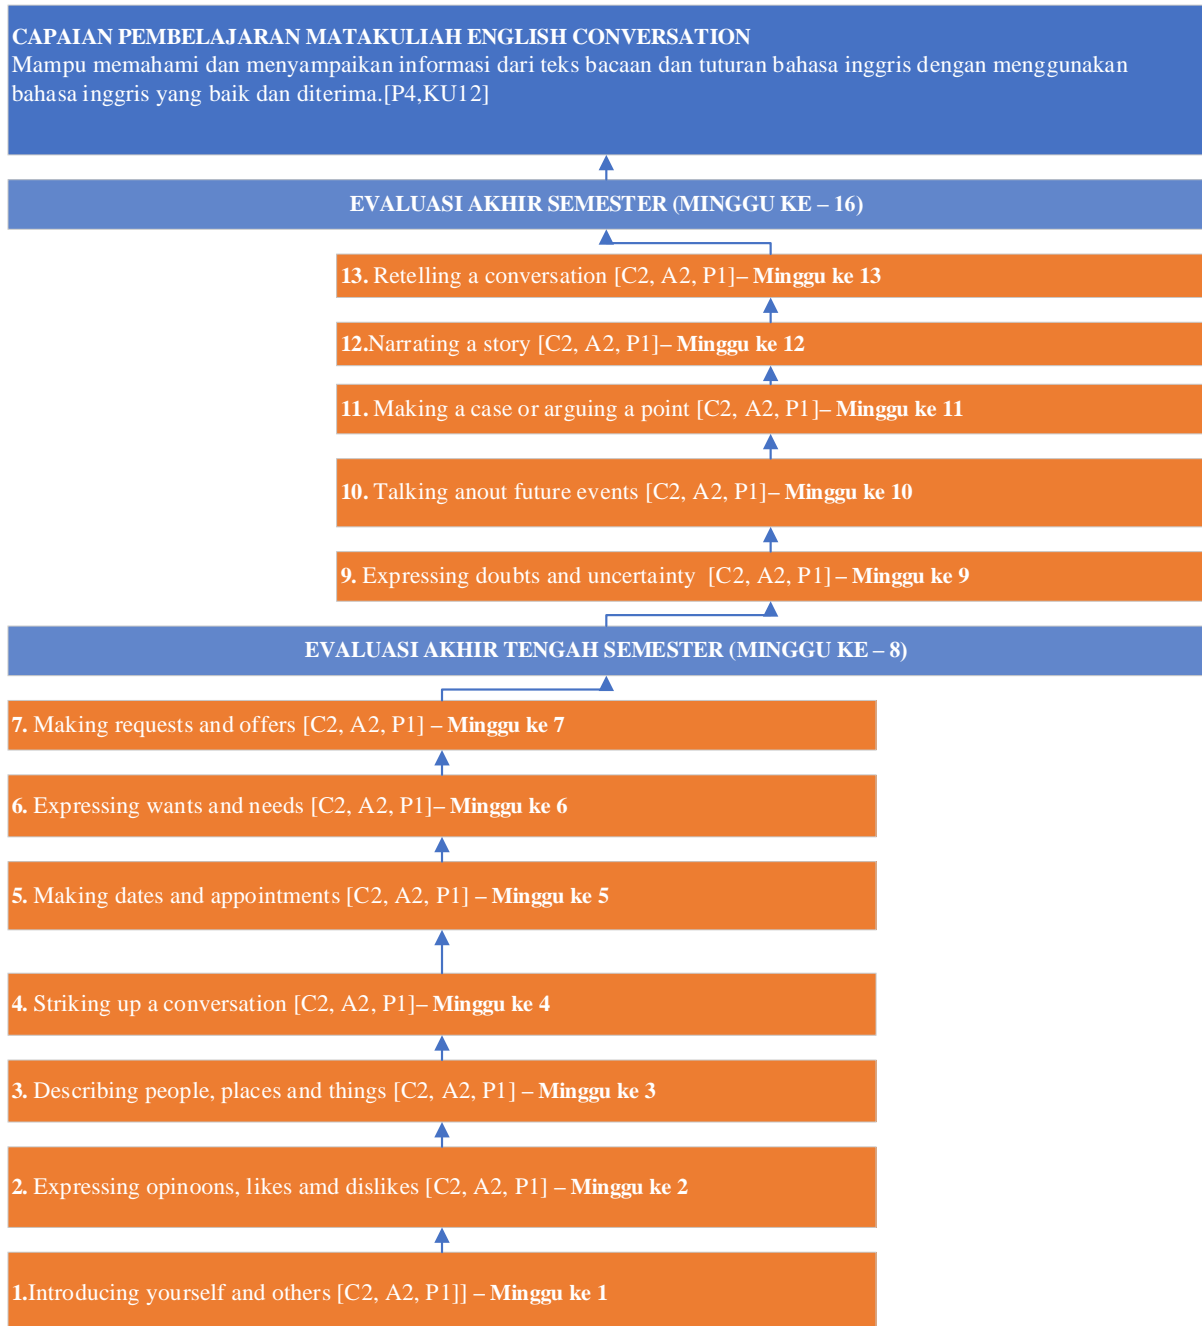 CAPAIAN PEMBELAJARAN MATAKULIAH ENGLISH CONVERSATION
Mampu memahami dan menyampaikan informasi dari teks bacaan dan tuturan bahasa inggris dengan menggunakan
bahasa inggris yang baik dan diterima.[P4,KU12]
EVALUASI AKHIR SEMESTER (MINGGU KE – 16)
13. Retelling a conversation [C2, A2, P1]– Minggu ke 13
12.Narrating a story [C2, A2, P1]– Minggu ke 12
11. Making a case or arguing a point [C2, A2, P1]– Minggu ke 11
10. Talking anout future events [C2, A2, P1]– Minggu ke 10
9. Expressing doubts and uncertainty [C2, A2, P1] – Minggu ke 9
EVALUASI AKHIR TENGAH SEMESTER (MINGGU KE – 8)
7. Making requests and offers [C2, A2, P1] – Minggu ke 7
6. Expressing wants and needs [C2, A2, P1]– Minggu ke 6
5. Making dates and appointments [C2, A2, P1] – Minggu ke 5
4. Striking up a conversation [C2, A2, P1]– Minggu ke 4
3. Describing people, places and things [C2, A2, P1] – Minggu ke 3
2. Expressing opinoons, likes amd dislikes [C2, A2, P1] – Minggu ke 2
1.Introducing yourself and others [C2, A2, P1]] – Minggu ke 1